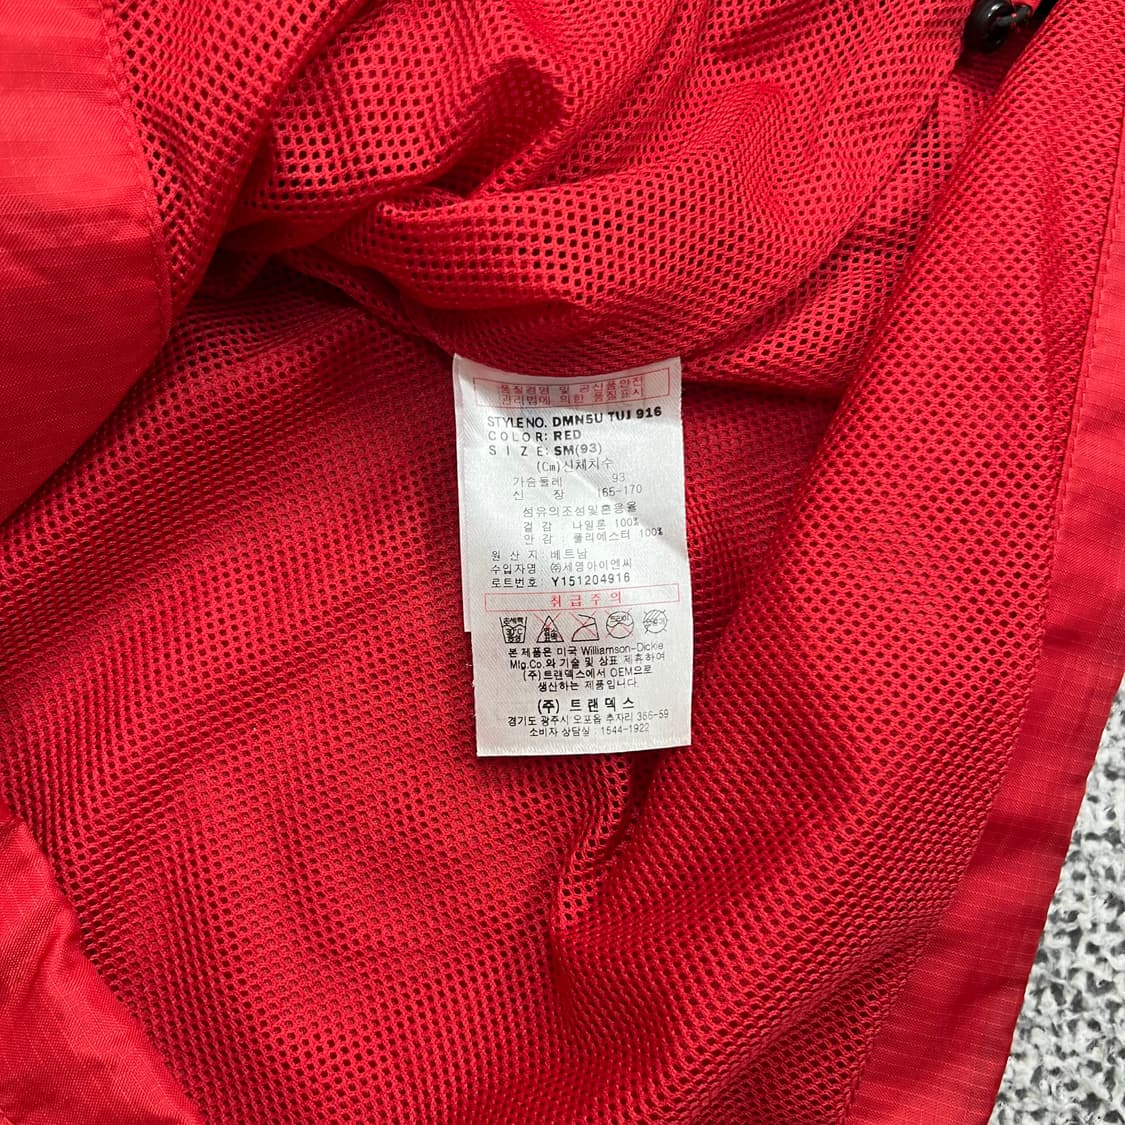 품질경영 및 공산품안전
관리법에 의한 품질표시
STYLE NO. DMN5U TUJ 916
COLOR: RED
SIZE: SM(93)
(Cm)신체치수
가슴둘레 93
신 장 165-170
섬유의조성및혼용율
겉 감 : 나일론 100%
안 감 : 폴리에스터 100%
원 산 지 : 베트남
수입자명 : ㈜세영아이엔씨
로트번호 : Y151204916
취급주의
약 30℃ 중성
드라이
본 제품은 미국 Williamson-Dickie
Mfg.Co.와 기술 및 상표 제휴하여
(주)트랜덱스에서 OEM으로
생산하는 제품입니다.
(주) 트랜덱스
경기도 광주시 오포읍 추자리 366-59
소비자 상담실 : 1544-1922